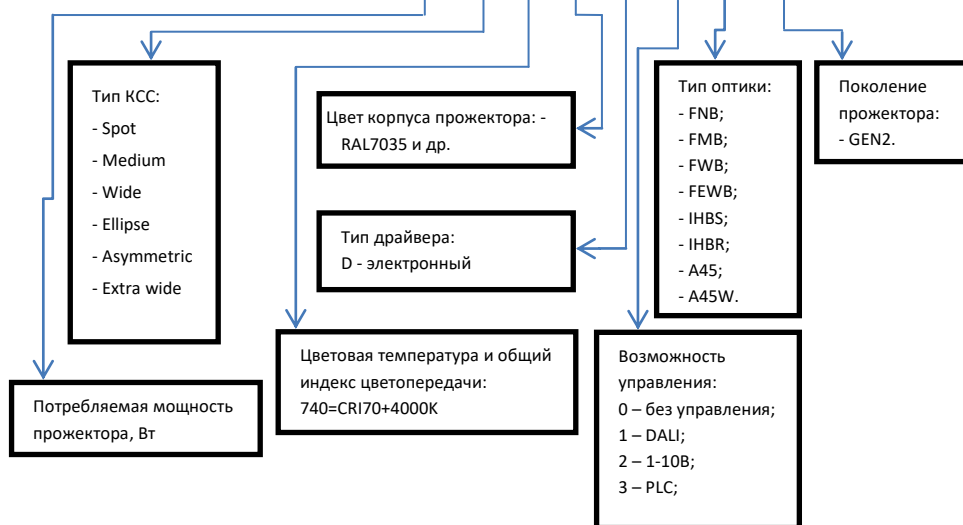 Тип КСС:
- Spot
- Medium
- Wide
- Ellipse
- Asymmetric
- Extra wide
Цвет корпуса прожектора: -
RAL7035 и др.
Тип драйвера:
D - электронный
Тип оптики:
- FNB;
- FMB;
- FWB;
- FEWB;
- IHBS;
- IHBR;
- A45;
- A45W.
Поколение
прожектора:
- GEN2.
Потребляемая мощность
прожектора, Вт
Цветовая температура и общий
индекс цветопередачи:
740=CRI70+4000K
Возможность
управления:
0 – без управления;
1 – DALI;
2 – 1-10В;
3 – PLC;